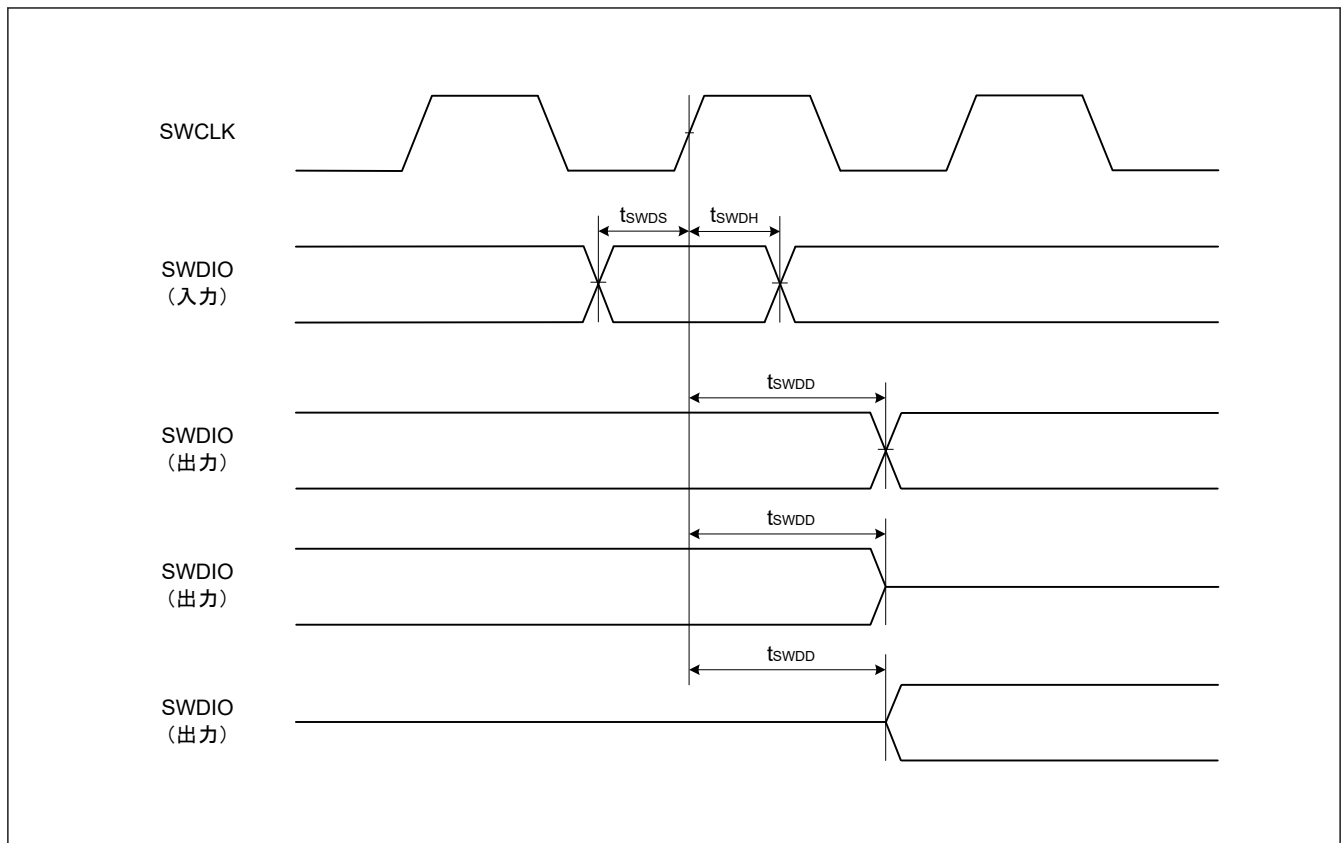 SWCLK
tSWDS
tSWDH
SWDIO
（入力）
tSWDD
SWDIO
（出力）
tSWDD
SWDIO
（出力）
tSWDD
SWDIO
（出力）